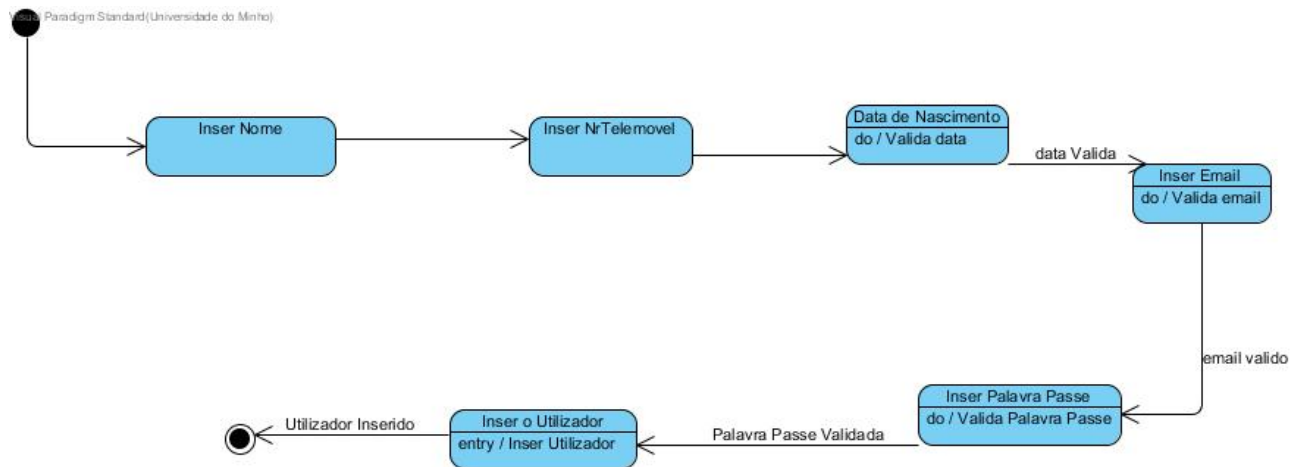 Visual Paradigm Standard(Universidade do Minho)
Inser Nome
Inser NrTelemovel
Data de Nascimento
do / Valida data
data Valida
Inser Email
do / Valida email
email valido
Inser Palavra Passe
do / Valida Palavra Passe
Palavra Passe Validada
Inser o Utilizador
entry / Inser Utilizador
Utilizador Inserido